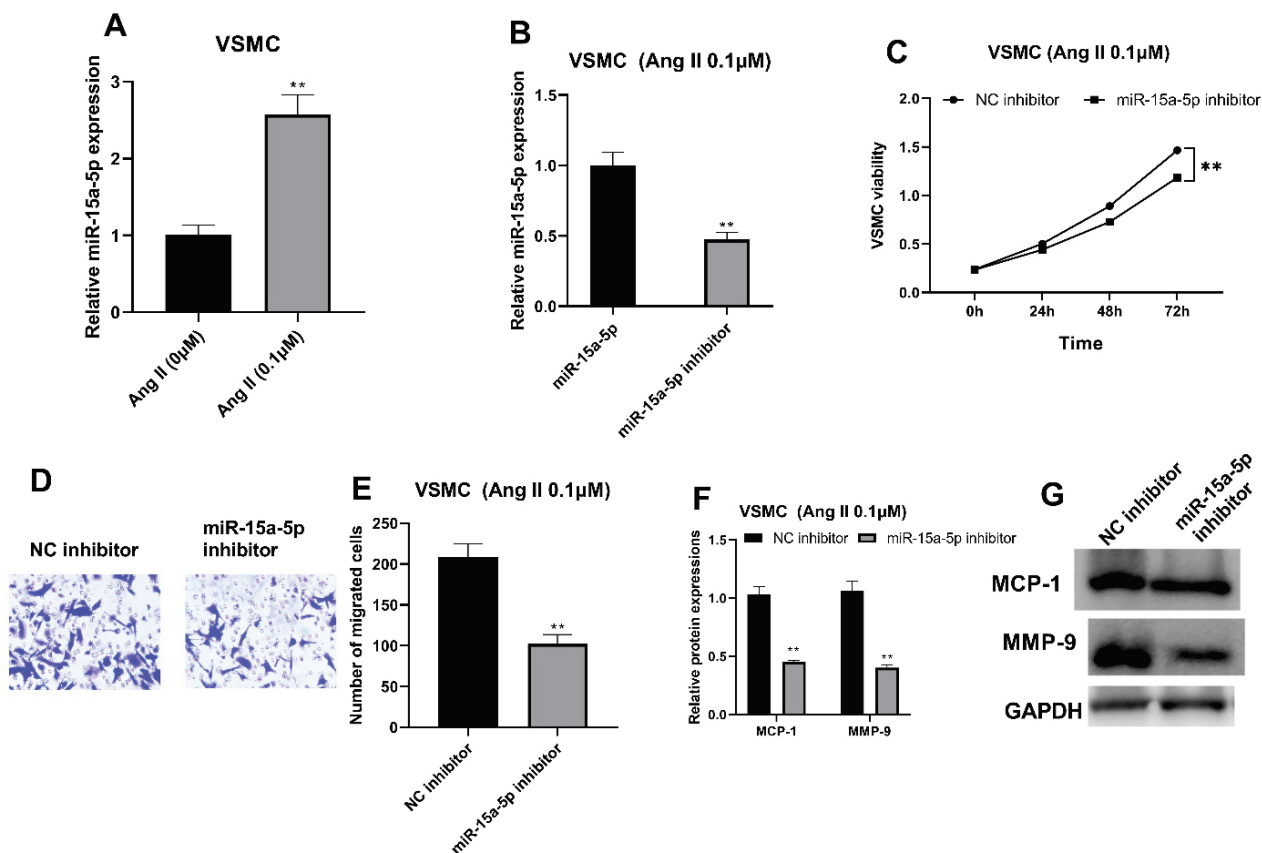 A
VSMC
Relative miR-15a-5p expression
3
2
1
0
**
Ang II (0μM)
Ang II (0.1μM)
B
VSMC (Ang II 0.1μM)
Relative miR-15a-5p expression
1.5
1.0
0.5
0.0
**
miR-15a-5p
miR-15a-5p inhibitor
C
VSMC (Ang II 0.1μM)
NC inhibitor
miR-15a-5p inhibitor
VSMC viability
2.0
1.5
1.0
0.5
0.0
**
0h
24h
48h
72h
Time
D
NC inhibitor
miR-15a-5p
inhibitor
E
VSMC (Ang II 0.1μM)
Number of migrated cells
250
200
150
100
50
0
**
NC inhibitor
miR-15a-5p inhibitor
F
VSMC (Ang II 0.1μM)
NC inhibitor
miR-15a-5p inhibitor
Relative protein expressions
1.5
1.0
0.5
0.0
**
**
MCP-1
MMP-9
G
NC inhibitor
miR-15a-5p
inhibitor
MCP-1
MMP-9
GAPDH